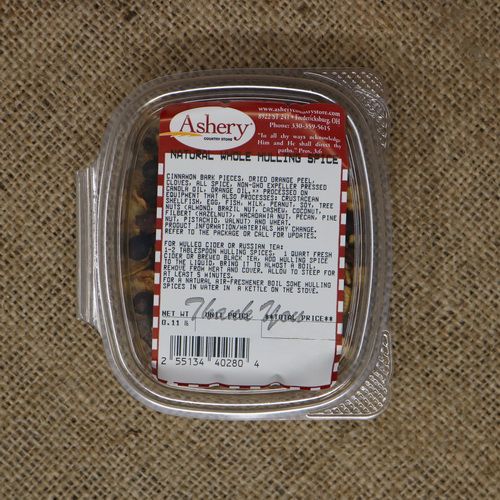 Ashery
COUNTRY STORE
www.asherycountrystore.com
8922 ST 241 • Fredericksburg, OH
Phone: 330-359-5615
"In all thy ways acknowledge
Him and He shall direct thy
paths." Prov. 3:6
NATURAL WHOLE MULLING SPICE
CINNAMON BARK PIECES, DRIED ORANGE PEEL,
CLOVES, ALL SPICE, NON-GMO EXPELLER PRESSED
CANOLA OIL, ORANGE OIL.** PROCESSED ON
EQUIPMENT THAT ALSO PROCESSES: CRUSTACEAN
SHELLFISH, EGG, FISH, MILK, PEANUT, SOY, TREE
NUTS (ALMOND, BRAZIL NUT, CASHEW, COCONUT,
FILBERT (HAZELNUT), MACADAMIA NUT, PECAN, PINE
NUT, PISTACHIO, WALNUT) AND WHEAT.
PRODUCT INFORMATION/MATERIALS MAY CHANGE.
REFER TO THE PACKAGE OR CALL FOR UPDATES.
FOR MULLED CIDER OR RUSSIAN TEA:
1-2 TABLESPOON MULLING SPICES, 1 QUART FRESH
CIDER OR BREWED BLACK TEA, ADD MULLING SPICE
TO THE LIQUID. BRING IT TO ALMOST A BOIL.
REMOVE FROM HEAT AND COVER. ALLOW TO STEEP FOR
AT LEAST 5 MINUTES.
FOR A NATURAL AIR-FRESHENER BOIL SOME MULLING
SPICES IN WATER IN A KETTLE ON THE STOVE.
Thank You
NET WT UNIT PRICE **TOTAL PRICE**
0.11 lb
2 55134 40280 4